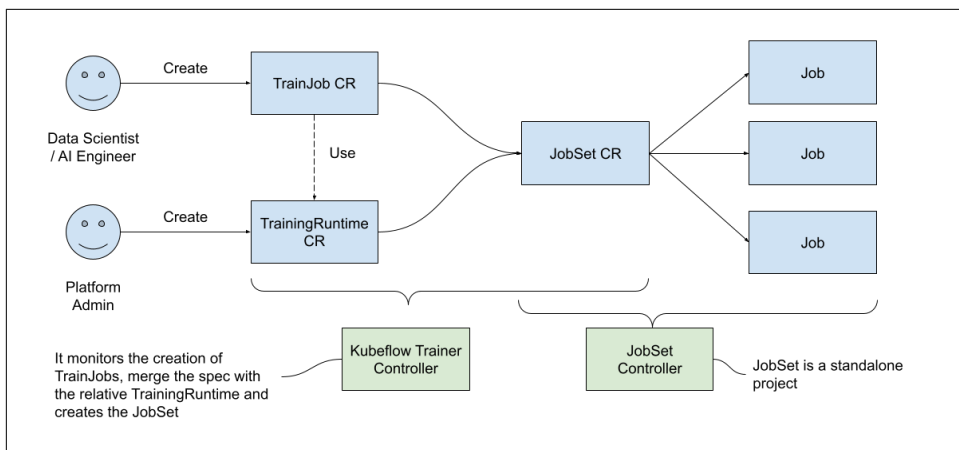 Create
TrainJob CR
Job
Data Scientist
/ AI Engineer
Use
JobSet CR
Job
Create
TrainingRuntime
CR
Job
Platform
Admin
Kubeflow Trainer
Controller
JobSet
Controller
It monitors the creation of
TrainJobs, merge the spec with
the relative TrainingRuntime and
creates the JobSet
JobSet is a standalone
project